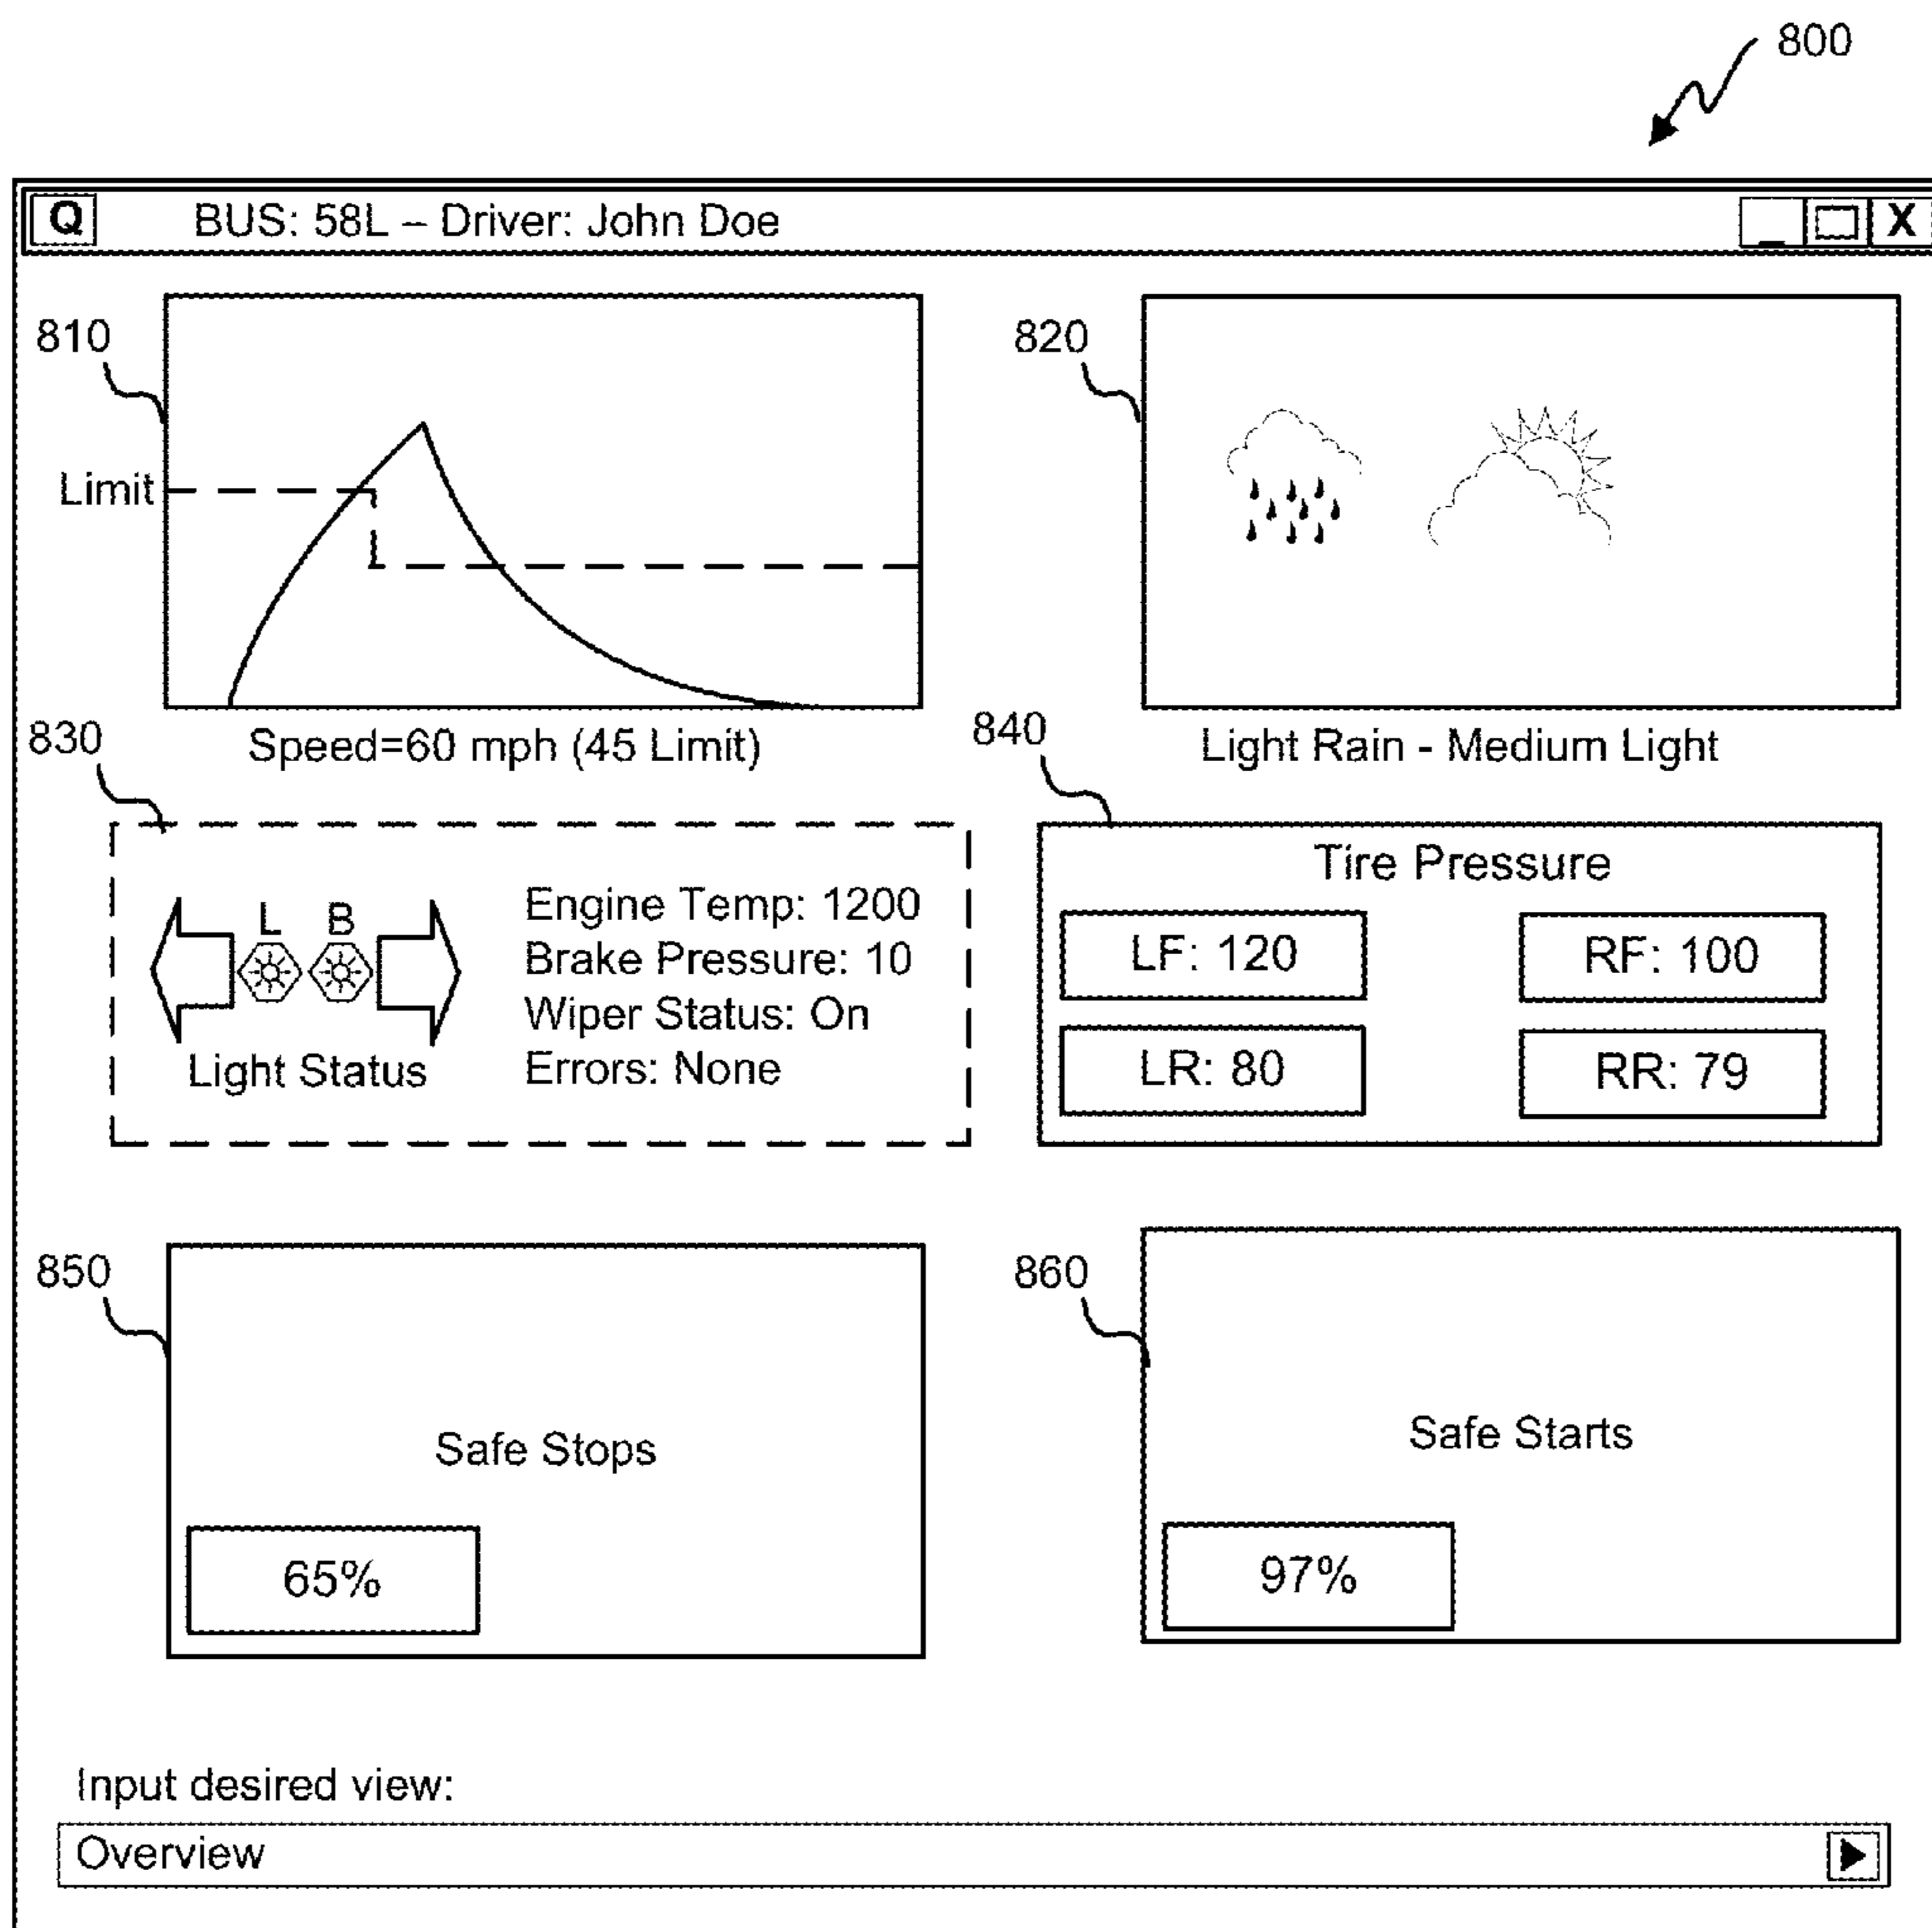 800
Q BUS: 58L – Driver: John Doe _ X
810
Limit
Speed=60 mph (45 Limit)
820
Light Rain - Medium Light
830
L B
Light Status
Engine Temp: 1200
Brake Pressure: 10
Wiper Status: On
Errors: None
840
Tire Pressure
LF: 120 RF: 100
LR: 80 RR: 79
850
Safe Stops
65%
860
Safe Starts
97%
Input desired view:
Overview